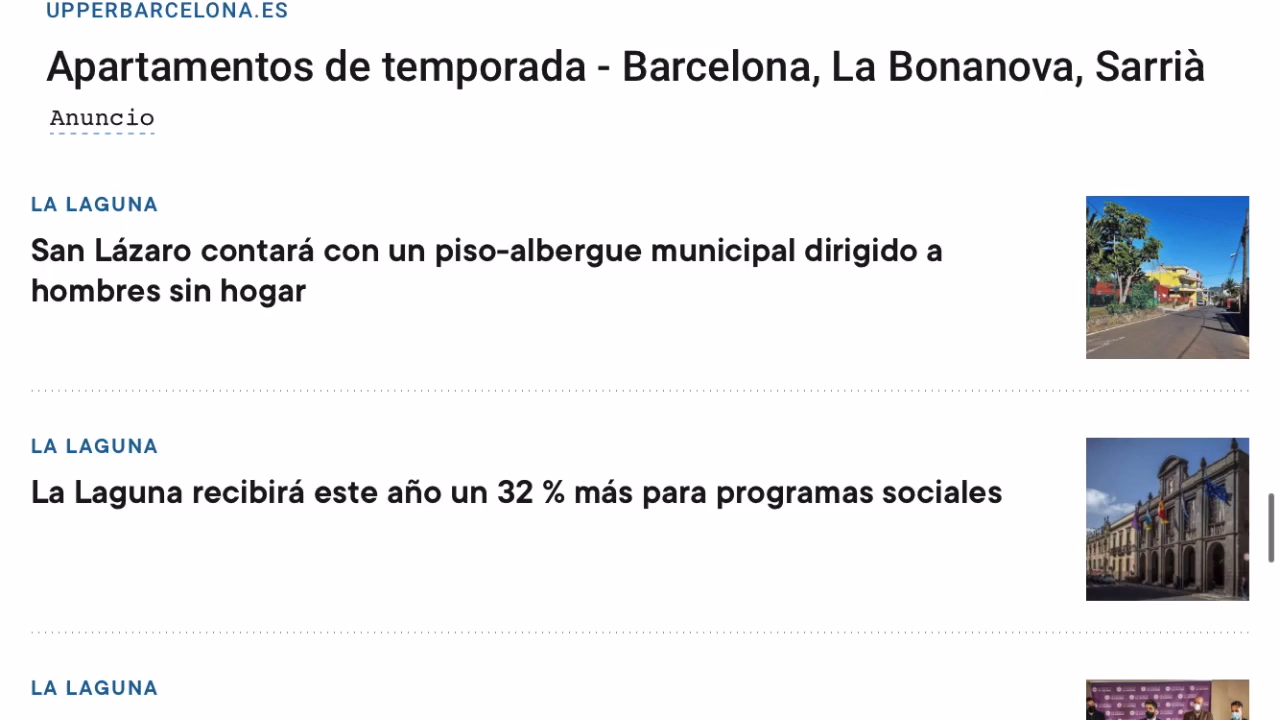 UPPERBARCELONA.ES
Apartamentos de temporada - Barcelona, La Bonanova, Sarrià
Anuncio
LA LAGUNA
San Lázaro contará con un piso-albergue municipal dirigido a
hombres sin hogar
LA LAGUNA
La Laguna recibirá este año un 32 % más para programas sociales
LA LAGUNA